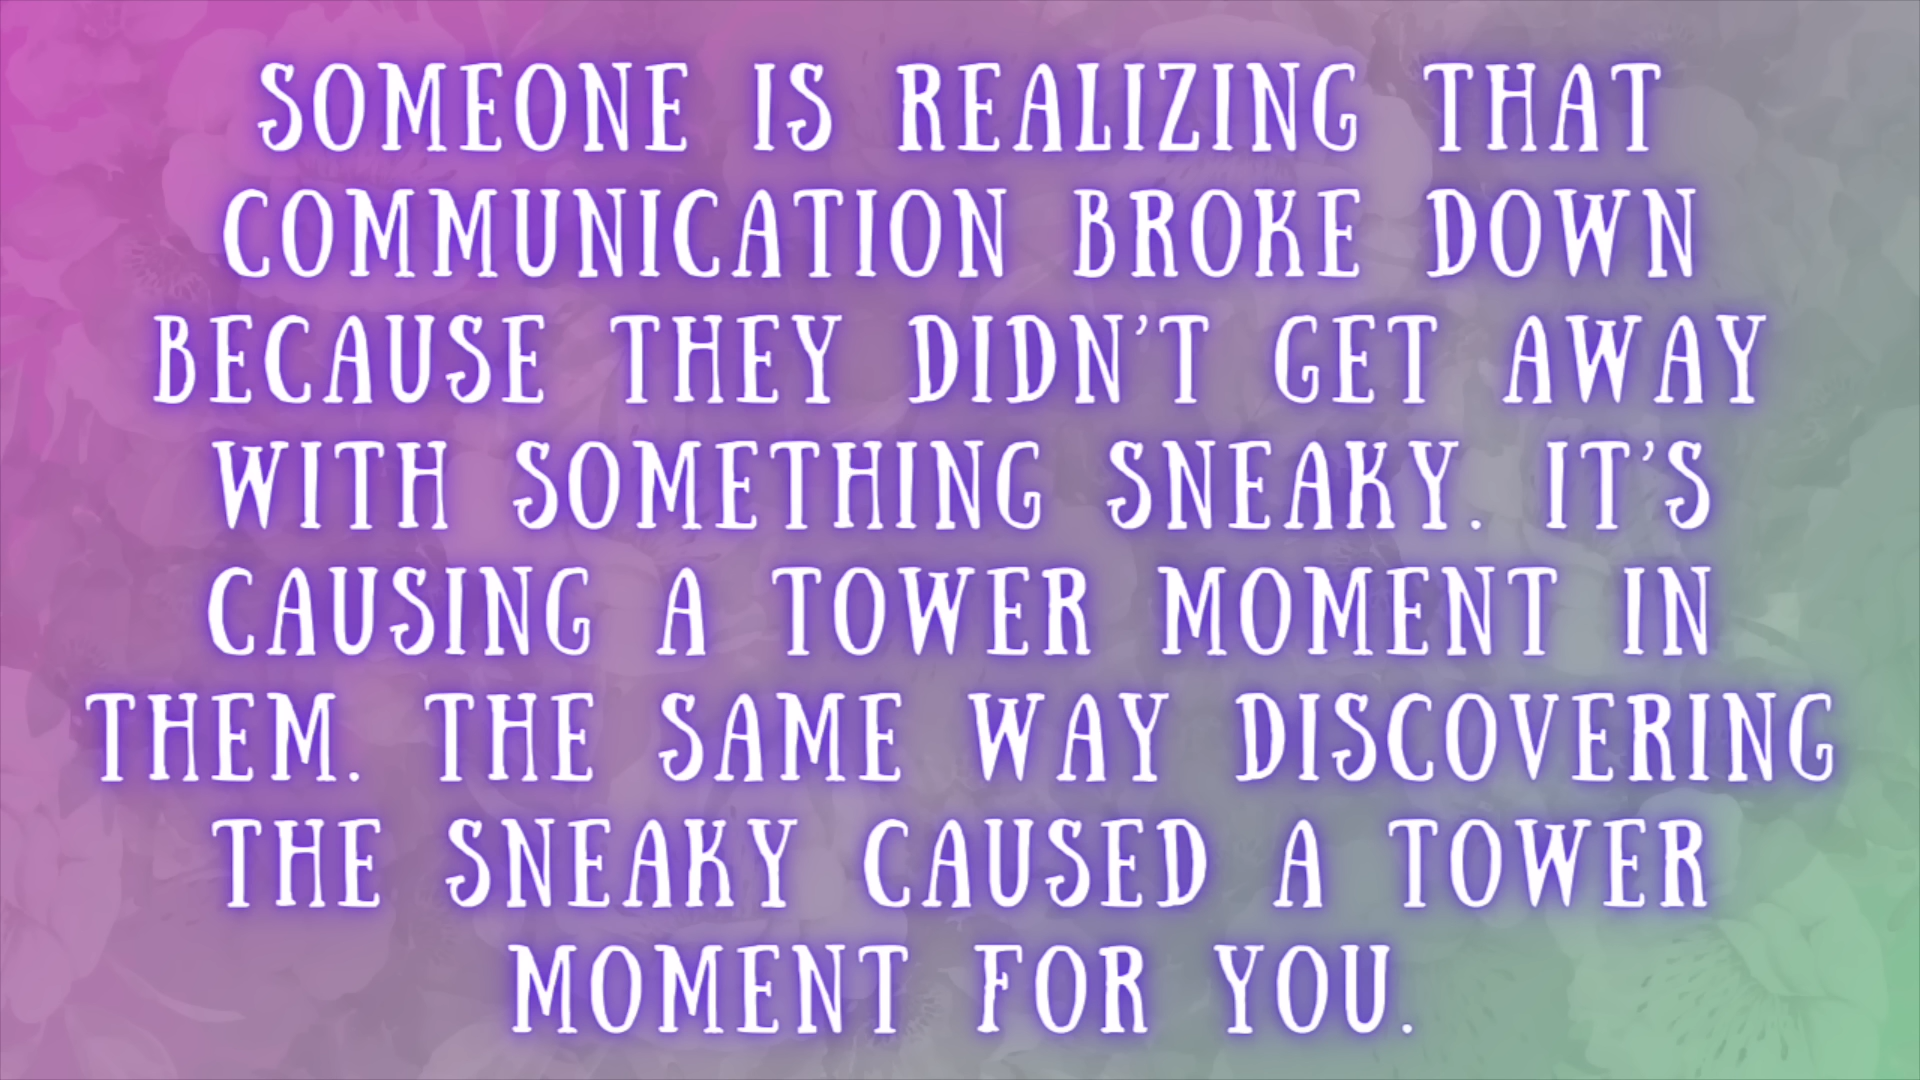 SOMEONE IS REALIZING THAT
COMMUNICATION BROKE DOWN
BECAUSE THEY DIDN'T GET AWAY
WITH SOMETHING SNEAKY. IT'S
CAUSING A TOWER MOMENT IN
THEM. THE SAME WAY DISCOVERING
THE SNEAKY CAUSED A TOWER
MOMENT FOR YOU.